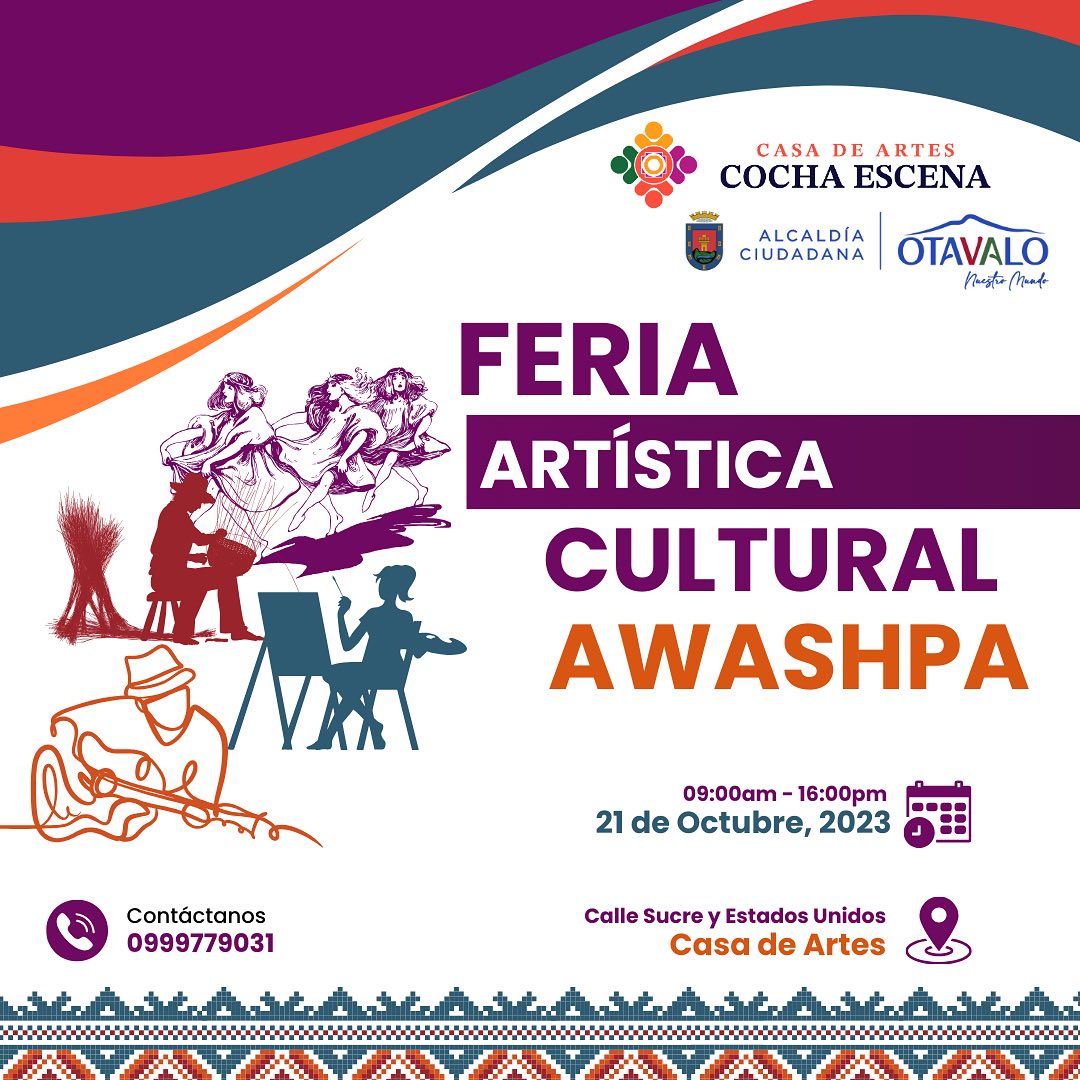 CASA DE ARTES
COCHA ESCENA
ALCALDÍA
CIUDADANA
OTAVALO
Nuestro Mundo
FERIA
ARTÍSTICA
CULTURAL
AWASHPA
09:00am - 16:00pm
21 de Octubre, 2023
Contáctanos
0999779031
Calle Sucre y Estados Unidos
Casa de Artes